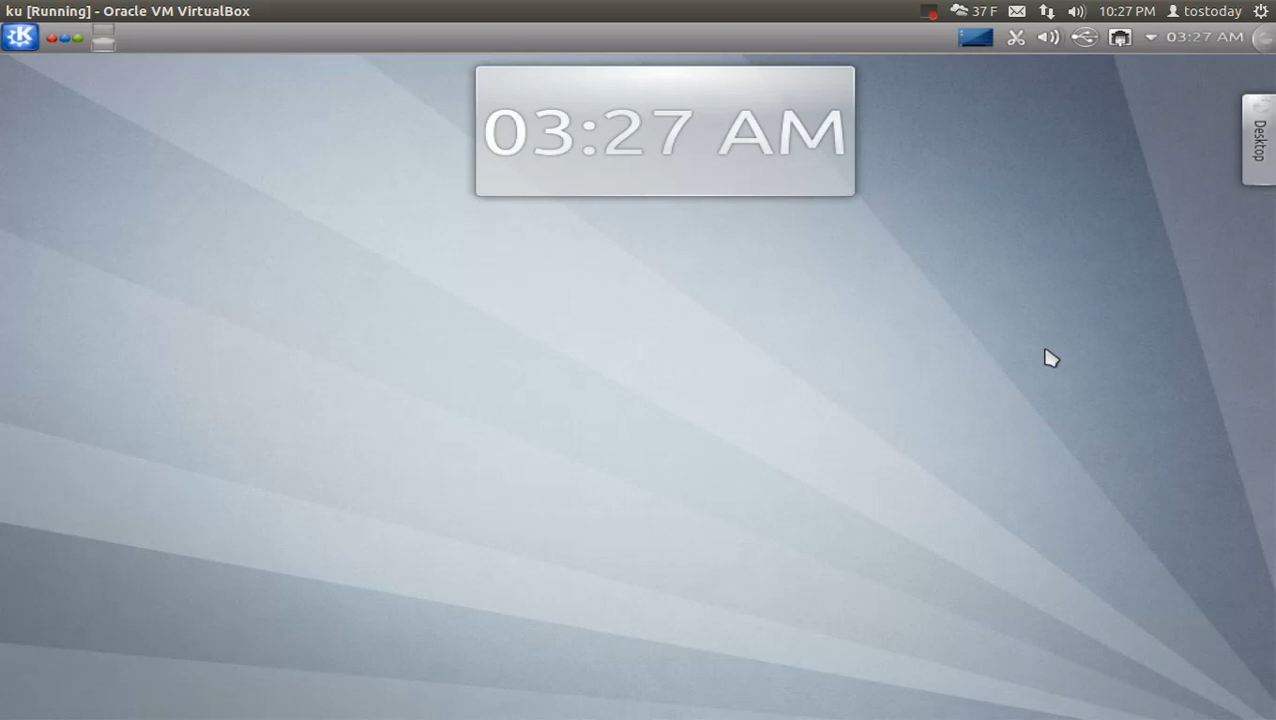 ku [Running] - Oracle VM VirtualBox 37 F 10:27 PM tostoday
03:27 AM
03:27 AM
Desktop